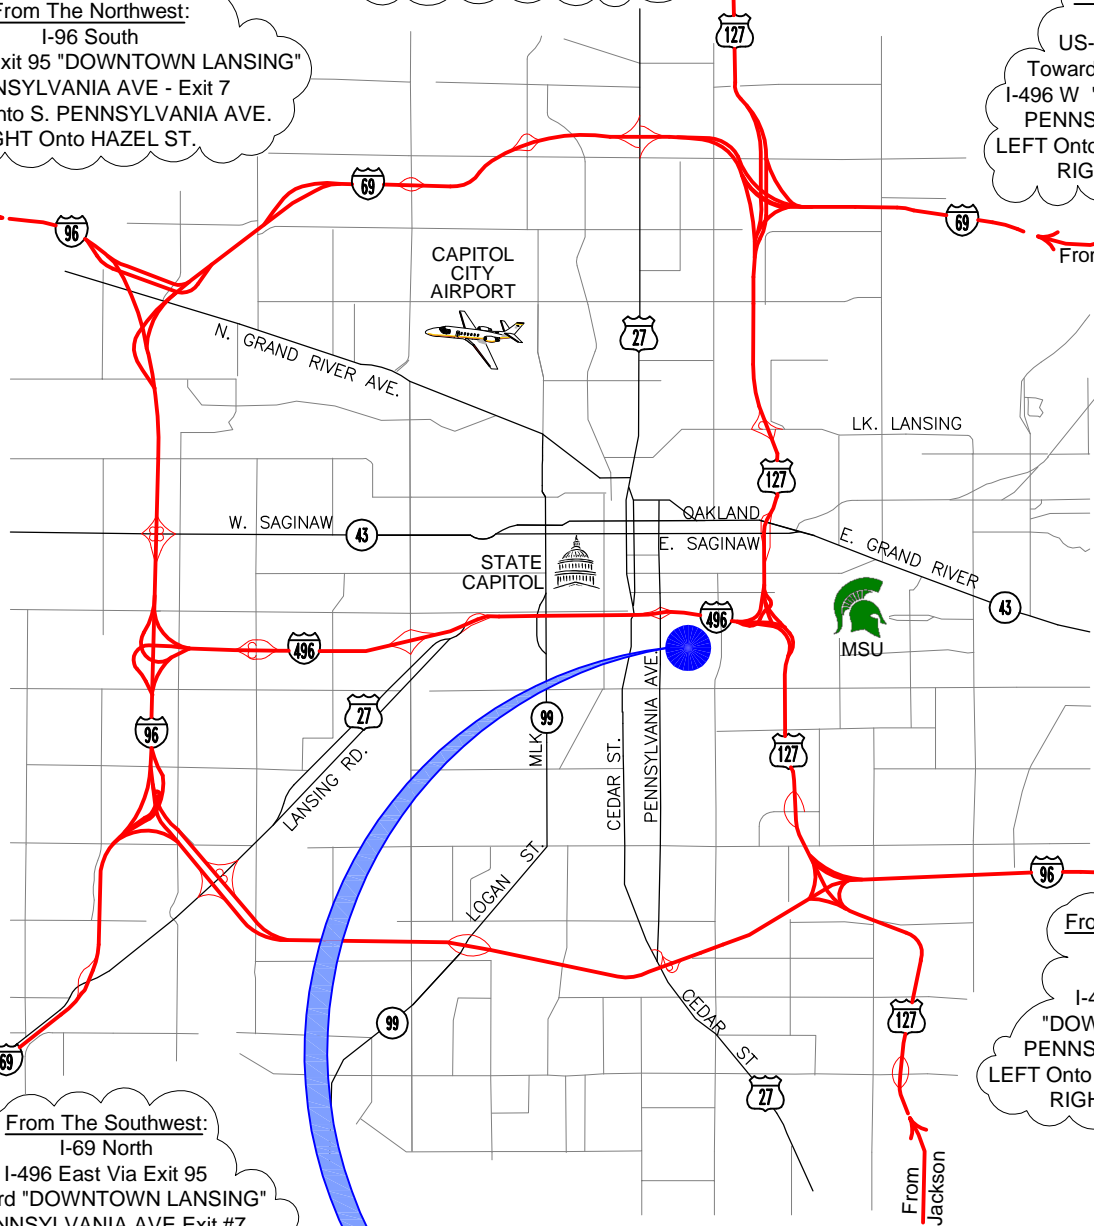 From The Northwest:
I-96 South
xit 95 "DOWNTOWN LANSING"
NSYLVANIA AVE - Exit 7
nto S. PENNSYLVANIA AVE.
GHT Onto HAZEL ST.
127
US-
Toward
I-496 W "
PENNS
LEFT Onto
RIG
69
96
69
From
CAPITOL
CITY
AIRPORT
27
N. GRAND RIVER AVE.
LK. LANSING
127
W. SAGINAW
43
OAKLAND
E. SAGINAW
E. GRAND RIVER
43
STATE
CAPITOL
496
496
MSU
27
LANSING RD.
96
99
MLK
CEDAR ST.
PENNSYLVANIA AVE.
127
LOGAN ST.
96
99
CEDAR ST
27
127
69
Fro
I-4
"DOW
PENNS
LEFT Onto
RIGH
From The Southwest:
I-69 North
I-496 East Via Exit 95
rd "DOWNTOWN LANSING"
NNSYLVANIA AVE Exit #7
From
Jackson